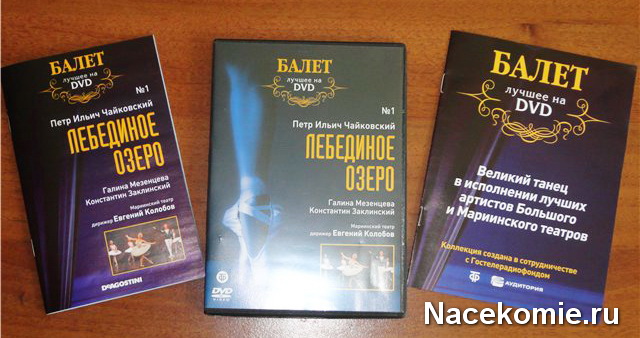 БАЛЕТ
лучшее на
DVD
№1
Петр Ильич Чайковский
ЛЕБЕДИНОЕ
ОЗЕРО
Галина Мезенцева
Константин Заклинский
Мариинский театр
дирижер Евгений Колобов
DeAGOSTINI
БАЛЕТ
лучшее на
DVD
№1
Петр Ильич Чайковский
ЛЕБЕДИНОЕ
ОЗЕРО
Галина Мезенцева
Константин Заклинский
Мариинский театр
дирижер Евгений Колобов
DVD
VIDEO
БАЛЕТ
лучшее на
DVD
Великий танец
в исполнении лучших
артистов Большого
и Мариинского театров
Коллекция создана в сотрудничестве
с Гостелерадиофондом
АУДИТОРИЯ
Nacekomie.ru